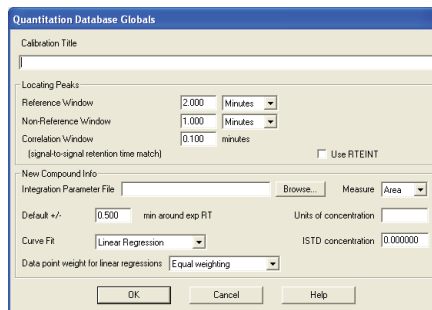 Quantitation Database Globals
Calibration Title
Locating Peaks
Reference Window 2.000 Minutes
Non-Reference Window 1.000 Minutes
Correlation Window 0.100 minutes
(signal-to-signal retention time match) Use RTEINT
New Compound Info
Integration Parameter File Browse... Measure Area
Default +/- 0.500 min around exp RT Units of concentration
Curve Fit Linear Regression ISTD concentration 0.000000
Data point weight for linear regressions Equal weighting
OK Cancel Help